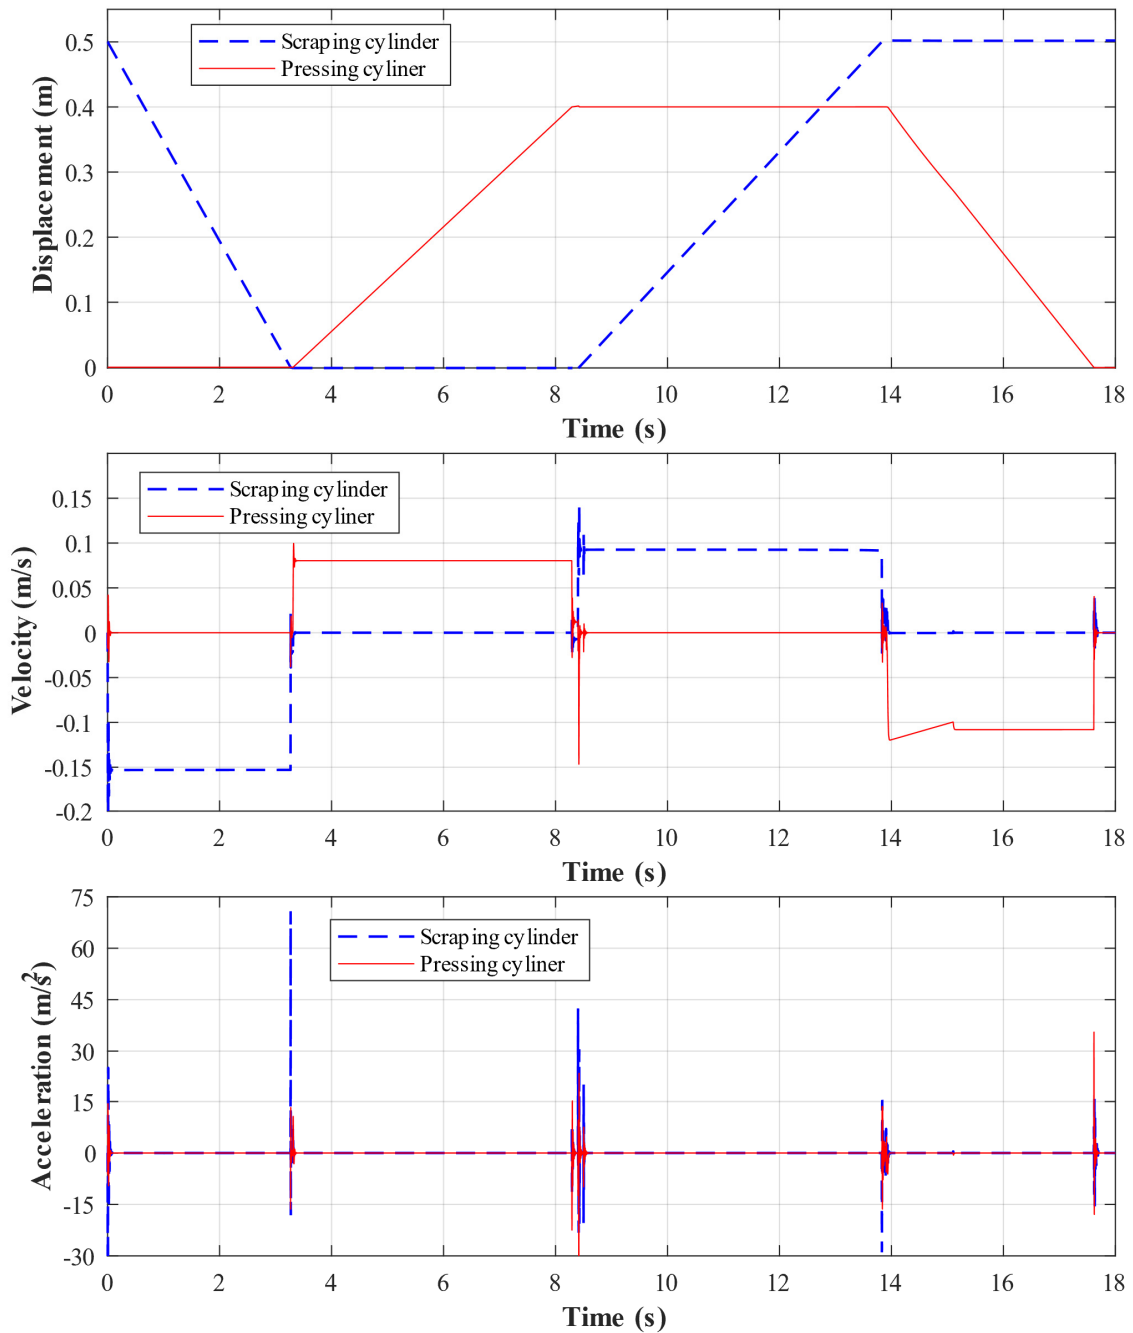 0.5
0.4
0.3
0.2
0.1
0
Displacement (m)
Scraping cylinder
Pressing cyliner
0 2 4 6 8 10 12 14 16 18
Time (s)
0.15
0.1
0.05
0
-0.05
-0.1
-0.15
-0.2
Velocity (m/s)
Scraping cylinder
Pressing cyliner
0 2 4 6 8 10 12 14 16 18
Time (s)
75
60
45
30
15
0
-15
-30
Acceleration (m/s²)
Scraping cylinder
Pressing cyliner
0 2 4 6 8 10 12 14 16 18
Time (s)